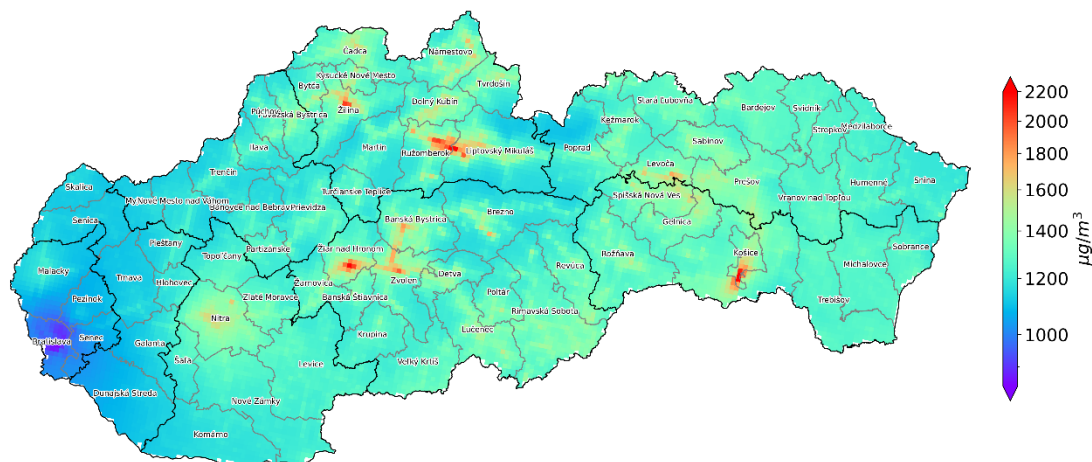 Čadca
Námestovo
Kysucké Nové Mesto
Bytča
Tvrdošín
Dolný Kubín
Žilina
Púchov
Považská Bystrica
Stará Ľubovňa
Kežmarok
Bardejov
Svidník
Stropkov
Medzilaborce
Martin
Ružomberok
Liptovský Mikuláš
Poprad
Sabinov
Levoča
Ilava
Trenčín
Prešov
Humenné
Snina
Vranov nad Topľou
Skalica
Senica
Nové Mesto nad Váhom
Bánovce nad Bebravou
Prievidza
Turčianske Teplice
Banská Bystrica
Brezno
Spišská Nová Ves
Gelnica
Košice
Rožňava
Sobrance
Michalovce
Trebišov
Malacky
Piešťany
Topoľčany
Partizánske
Žiar nad Hronom
Zvolen
Detva
Revúca
Poltár
Rimavská Sobota
Pezinok
Trnava
Hlohovec
Zlaté Moravce
Žarnovica
Banská Štiavnica
Bratislava
Senec
Galanta
Nitra
Šaľa
Krupina
Lučenec
Levice
Veľký Krtíš
Dunajská Streda
Nové Zámky
Komárno
2200
2000
1800
1600
1400
1200
1000
μg/m³